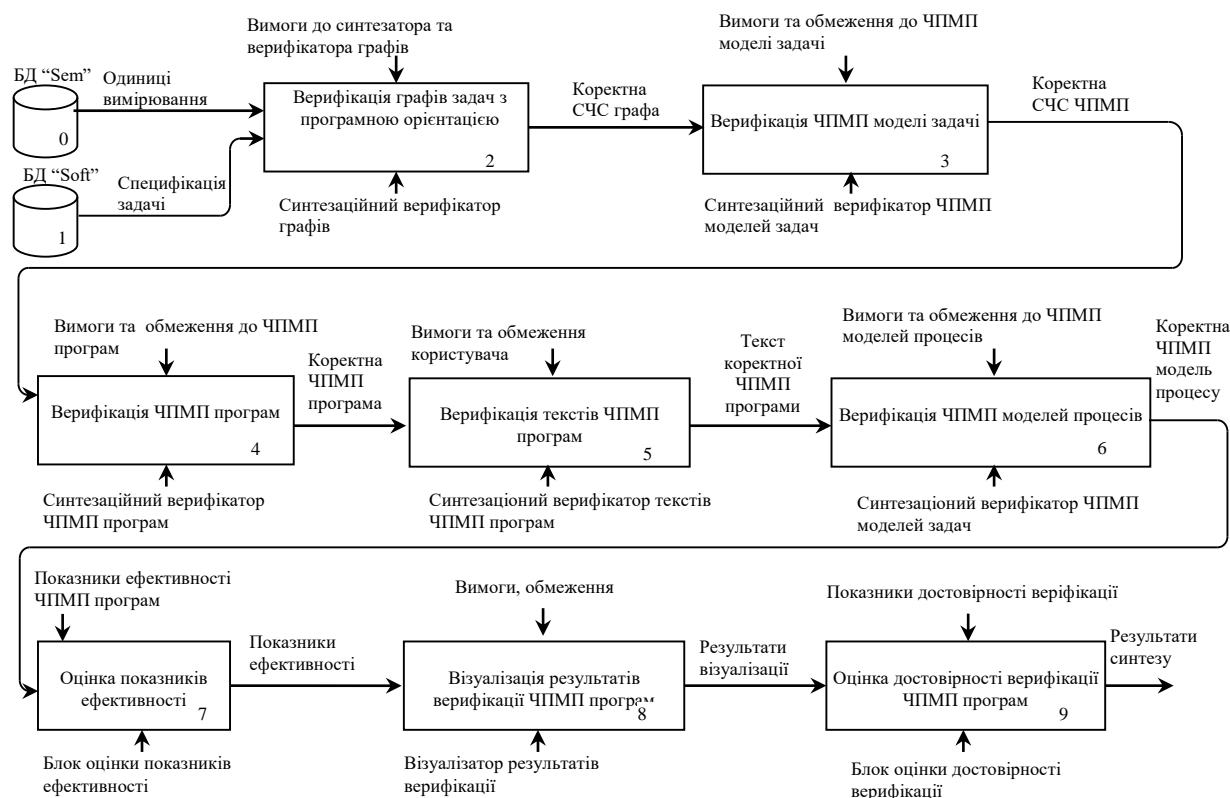 Вимоги до синтезатора та
верифікатора графів
Вимоги та обмеження до ЧПМП
моделі задачі
БД “Sem”
Одиниці
вимірювання
0
Верифікація графів задач з
програмною орієнтацією
2
Коректна
СЧС графа
Верифікація ЧПМП моделі задачі
3
Коректна
СЧС ЧПМП
БД “Soft”
Специфікація
задачі
1
Синтезаційний верифікатор
графів
Синтезаційний верифікатор ЧПМП
моделей задач
Вимоги та обмеження до ЧПМП
програм
Коректна
ЧПМП
програма
Вимоги та обмеження
користувача
Текст
коректної
ЧПМП
програми
Вимоги та обмеження до ЧПМП
моделей процесів
Коректна
ЧПМП
модель
процесу
Верифікація ЧПМП програм
4
Верифікація текстів ЧПМП
програм
5
Верифікація ЧПМП моделей процесів
6
Синтезаційний верифікатор
ЧПМП програм
Синтезаціоний верифікатор текстів
ЧПМП програм
Синтезаціоний верифікатор ЧПМП
моделей задач
Показники ефективності
ЧПМП програм
Вимоги, обмеження
Показники достовірності веріфікації
Оцінка показників
ефективності
7
Показники
ефективності
Візуалізація результатів
верифікації ЧПМП програм
8
Результати
візуалізації
Оцінка достовірності верифікації
ЧПМП програм
9
Результати
синтезу
Блок оцінки показників
ефективності
Візуалізатор результатів
верифікації
Блок оцінки достовірності
верифікації